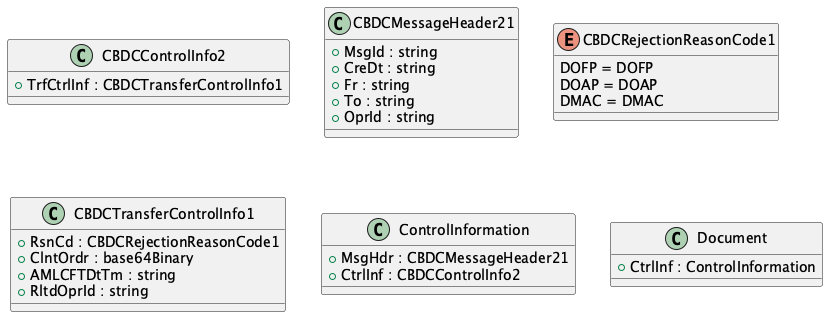 C CBDCControlInfo2
TrfCtrlInf : CBDCTransferControlInfo1
C CBDCMessageHeader21
MsgId : string
CreDt : string
Fr : string
To : string
OprId : string
E CBDCRejectionReasonCode1
DOFP = DOFP
DOAP = DOAP
DMAC = DMAC
C CBDCTransferControlInfo1
RsnCd : CBDCRejectionReasonCode1
ClntOrdr : base64Binary
AMLCFTDtTm : string
RltdOprId : string
C ControlInformation
MsgHdr : CBDCMessageHeader21
CtrlInf : CBDCControlInfo2
C Document
CtrlInf : ControlInformation